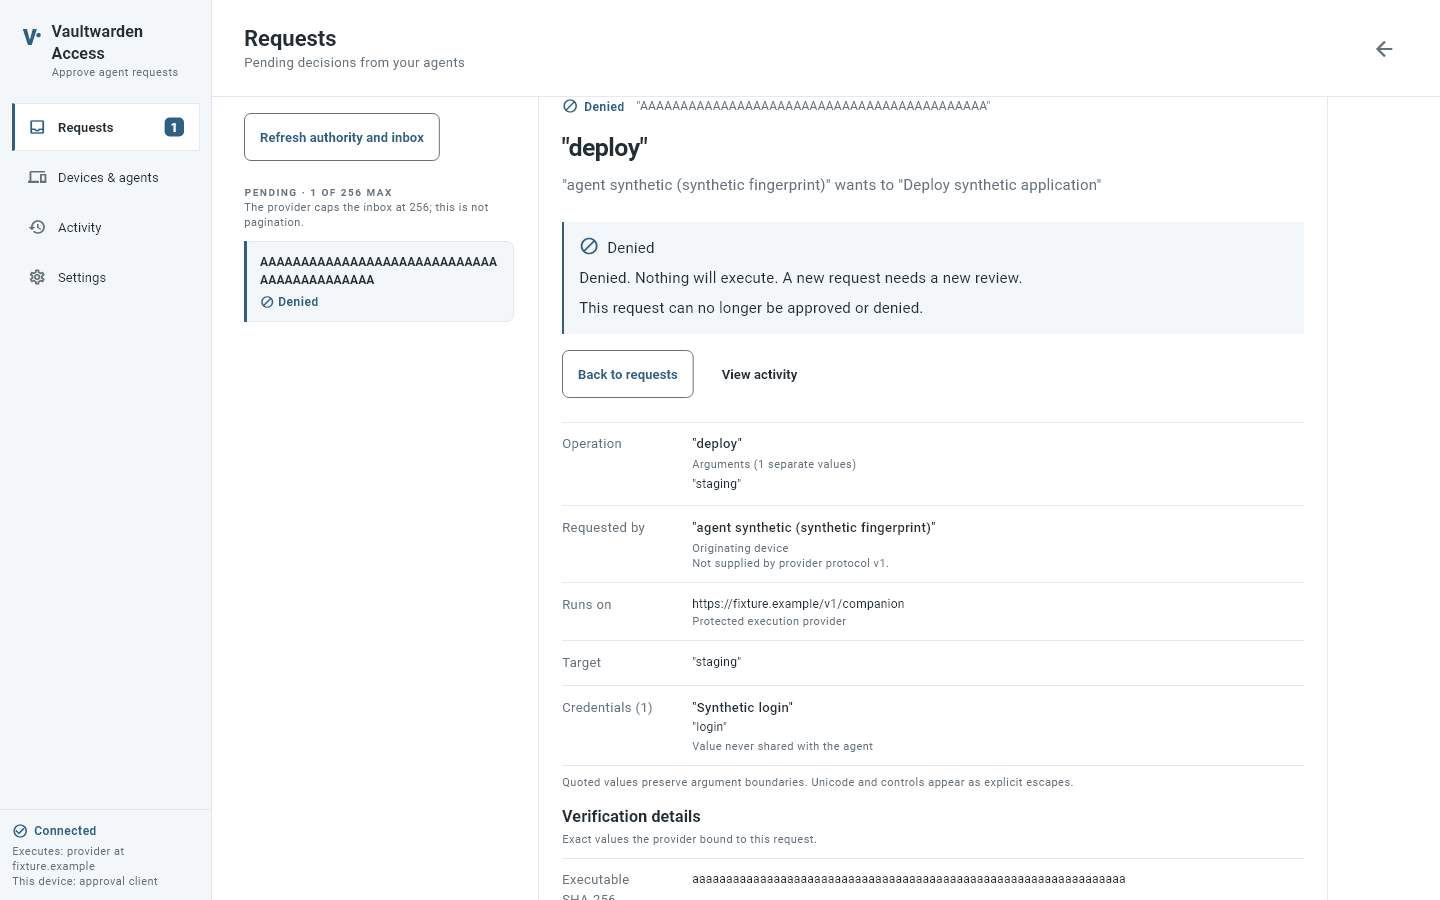 Vaultwarden
Access
Approve agent requests
Requests
1
Devices & agents
Activity
Settings
Connected
Executes: provider at
fixture.example
This device: approval client
Requests
Pending decisions from your agents
Refresh authority and inbox
PENDING · 1 OF 256 MAX
The provider caps the inbox at 256; this is not
pagination.
AAAAAAAAAAAAAAAAAAAAAAAAAAAAA
AAAAAAAAAAAAAA
Denied
Denied "AAAAAAAAAAAAAAAAAAAAAAAAAAAAAAAAAAAAAAAAAAA"
"deploy"
"agent synthetic (synthetic fingerprint)" wants to "Deploy synthetic application"
Denied
Denied. Nothing will execute. A new request needs a new review.
This request can no longer be approved or denied.
Back to requests
View activity
Operation
"deploy"
Arguments (1 separate values)
"staging"
Requested by
"agent synthetic (synthetic fingerprint)"
Originating device
Not supplied by provider protocol v1.
Runs on
https://fixture.example/v1/companion
Protected execution provider
Target
"staging"
Credentials (1)
"Synthetic login"
"login"
Value never shared with the agent
Quoted values preserve argument boundaries. Unicode and controls appear as explicit escapes.
Verification details
Exact values the provider bound to this request.
Executable
SHA-256
aaaaaaaaaaaaaaaaaaaaaaaaaaaaaaaaaaaaaaaaaaaaaaaaaaaaaaaaaaaaaaaa